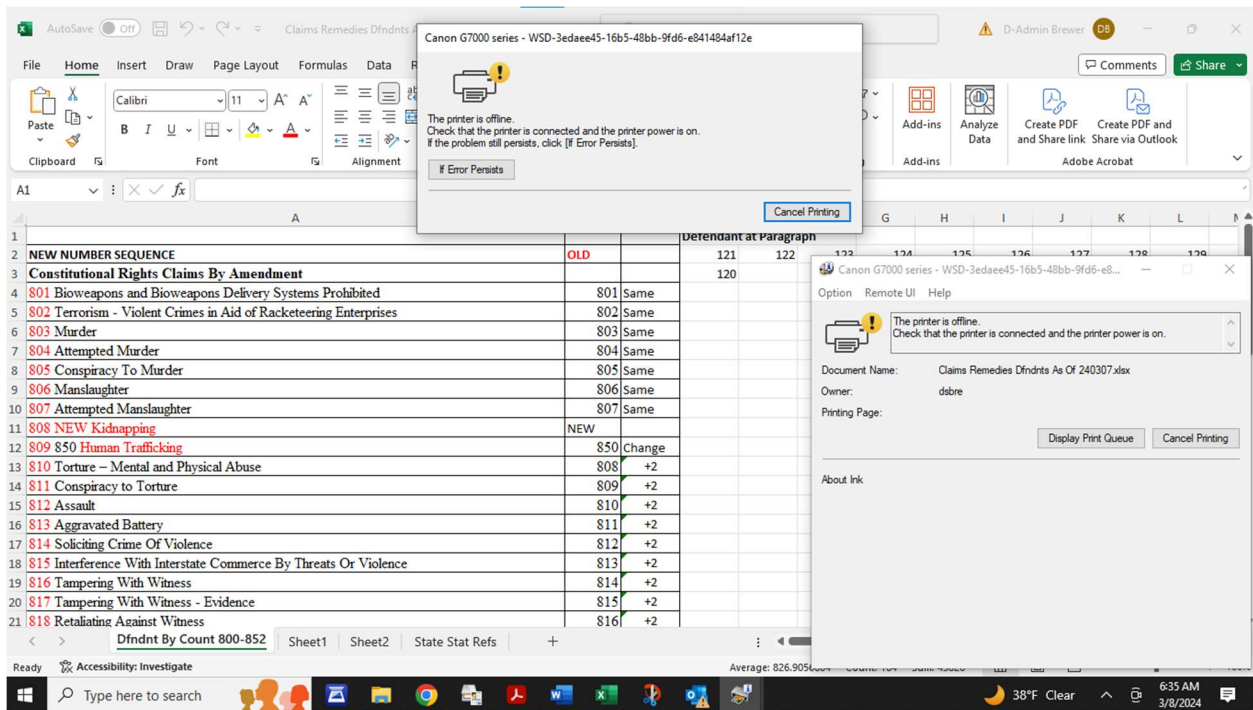 AutoSave Off Claims Remedies Dfndnts A D-Admin Brewer DB
File Home Insert Draw Page Layout Formulas Data R Comments Share
Calibri 11
Paste B I U
Clipboard Font Alignment
Add-ins Analyze Data Create PDF and Share link Create PDF and Share via Outlook
Add-ins Adobe Acrobat
Canon G7000 series - WSD-3edaee45-16b5-48bb-9fd6-e841484af12e
The printer is offline.
Check that the printer is connected and the printer power is on.
If the problem still persists, click [If Error Persists].
If Error Persists
Cancel Printing
A1 fx
A G H I J K L
1 Defendant at Paragraph
2 NEW NUMBER SEQUENCE OLD 121 122 123 124 125 126 127 128 129
3 Constitutional Rights Claims By Amendment 120
4 801 Bioweapons and Bioweapons Delivery Systems Prohibited 801 Same
5 802 Terrorism - Violent Crimes in Aid of Racketeering Enterprises 802 Same
6 803 Murder 803 Same
7 804 Attempted Murder 804 Same
8 805 Conspiracy To Murder 805 Same
9 806 Manslaughter 806 Same
10 807 Attempted Manslaughter 807 Same
11 808 NEW Kidnapping NEW
12 809 850 Human Trafficking 850 Change
13 810 Torture – Mental and Physical Abuse 808 +2
14 811 Conspiracy to Torture 809 +2
15 812 Assault 810 +2
16 813 Aggravated Battery 811 +2
17 814 Soliciting Crime Of Violence 812 +2
18 815 Interference With Interstate Commerce By Threats Or Violence 813 +2
19 816 Tampering With Witness 814 +2
20 817 Tampering With Witness - Evidence 815 +2
21 818 Retaliating Against Witness 816 +2
Canon G7000 series - WSD-3edaee45-16b5-48bb-9fd6-e8...
Option Remote UI Help
The printer is offline.
Check that the printer is connected and the printer power is on.
Document Name: Claims Remedies Dfndnts As Of 240307.xlsx
Owner: dsbre
Printing Page:
Display Print Queue Cancel Printing
About Ink
Dfndnt By Count 800-852 Sheet1 Sheet2 State Stat Refs
Ready Accessibility: Investigate
Type here to search 38°F Clear 6:35 AM
3/8/2024